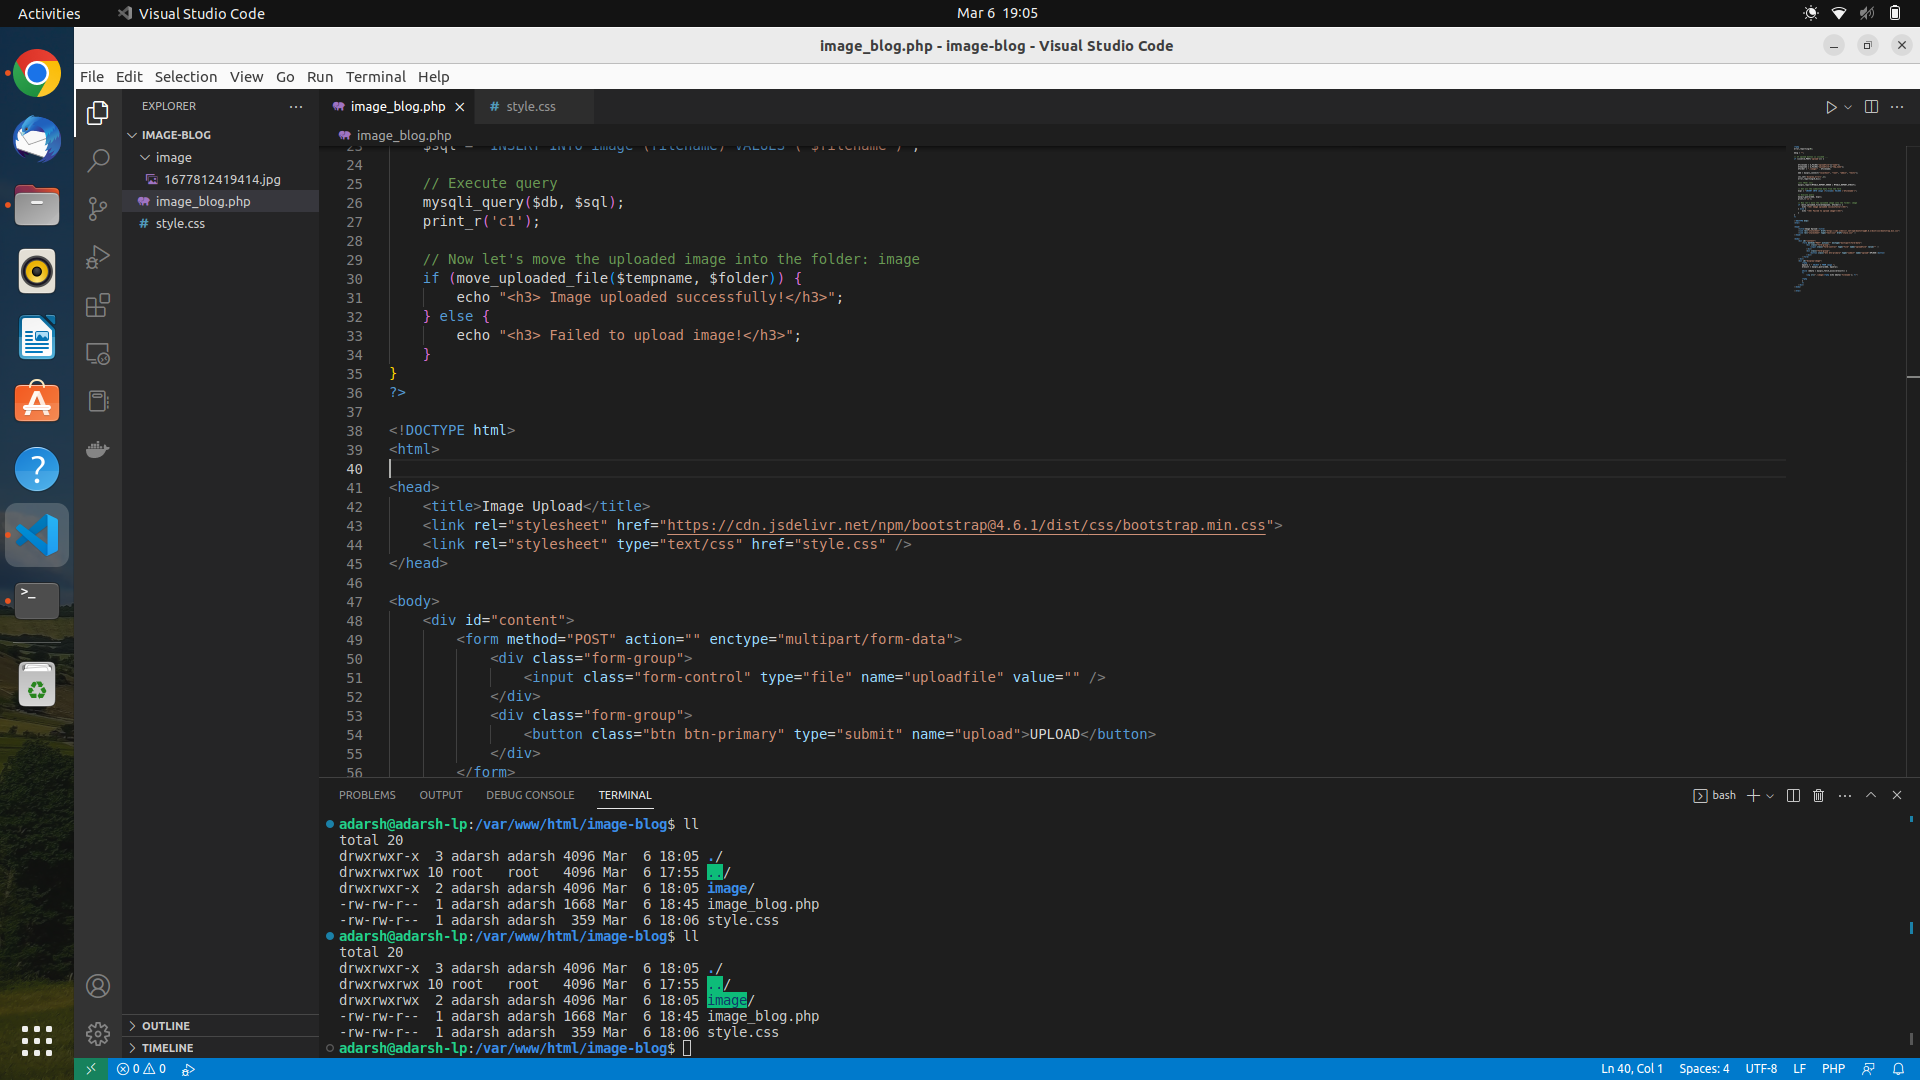 Activities
Visual Studio Code
Mar 6 19:05
image_blog.php - image-blog - Visual Studio Code
File Edit Selection View Go Run Terminal Help
EXPLORER
image_blog.php
style.css
IMAGE-BLOG
image
1677812419414.jpg
image_blog.php
style.css
OUTLINE
TIMELINE
image_blog.php
24
25 // Execute query
26 mysqli_query($db, $sql);
27 print_r('c1');
28
29 // Now let's move the uploaded image into the folder: image
30 if (move_uploaded_file($tempname, $folder)) {
31 echo "<h3> Image uploaded successfully!</h3>";
32 } else {
33 echo "<h3> Failed to upload image!</h3>";
34 }
35 }
36 ?>
37
38 <!DOCTYPE html>
39 <html>
40
41 <head>
42 <title>Image Upload</title>
43 <link rel="stylesheet" href="https://cdn.jsdelivr.net/npm/bootstrap@4.6.1/dist/css/bootstrap.min.css">
44 <link rel="stylesheet" type="text/css" href="style.css" />
45 </head>
46
47 <body>
48 <div id="content">
49 <form method="POST" action="" enctype="multipart/form-data">
50 <div class="form-group">
51 <input class="form-control" type="file" name="uploadfile" value="" />
52 </div>
53 <div class="form-group">
54 <button class="btn btn-primary" type="submit" name="upload">UPLOAD</button>
55 </div>
56 </form>
PROBLEMS OUTPUT DEBUG CONSOLE TERMINAL
bash
adarsh@adarsh-lp:/var/www/html/image-blog$ ll
total 20
drwxrwxr-x 3 adarsh adarsh 4096 Mar 6 18:05 ./
drwxrwxrwx 10 root root 4096 Mar 6 17:55 ../
drwxrwxr-x 2 adarsh adarsh 4096 Mar 6 18:05 image/
-rw-rw-r-- 1 adarsh adarsh 1668 Mar 6 18:45 image_blog.php
-rw-rw-r-- 1 adarsh adarsh 359 Mar 6 18:06 style.css
adarsh@adarsh-lp:/var/www/html/image-blog$ ll
total 20
drwxrwxr-x 3 adarsh adarsh 4096 Mar 6 18:05 ./
drwxrwxrwx 10 root root 4096 Mar 6 17:55 ../
drwxrwxrwx 2 adarsh adarsh 4096 Mar 6 18:05 image/
-rw-rw-r-- 1 adarsh adarsh 1668 Mar 6 18:45 image_blog.php
-rw-rw-r-- 1 adarsh adarsh 359 Mar 6 18:06 style.css
adarsh@adarsh-lp:/var/www/html/image-blog$
0 0
Ln 40, Col 1 Spaces: 4 UTF-8 LF PHP